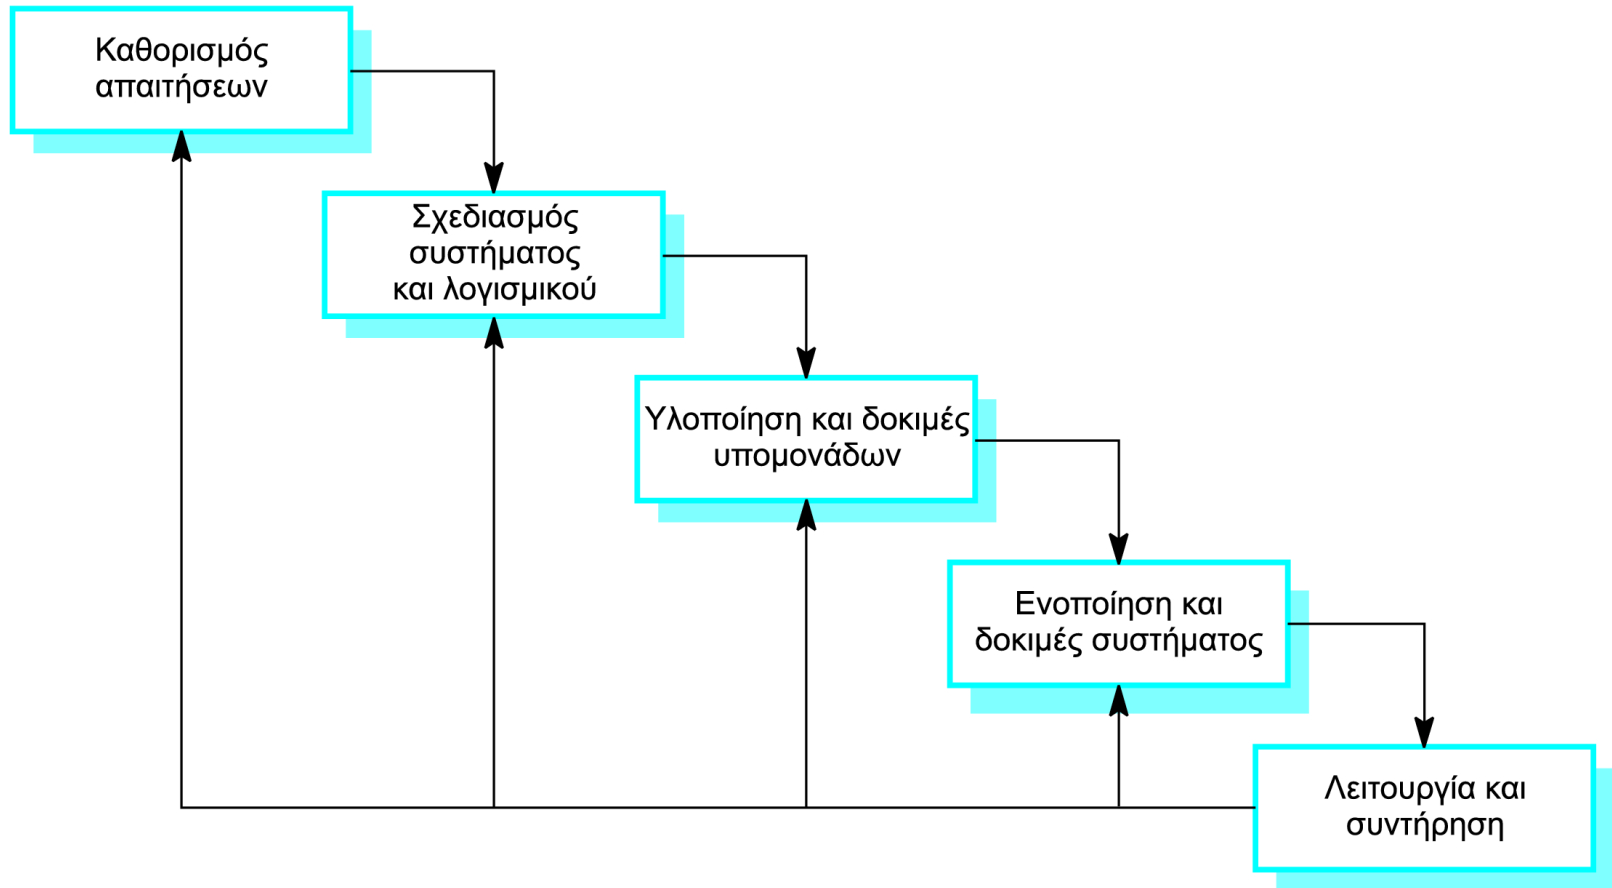 Καθορισμός
απαιτήσεων
Σχεδιασμός
συστήματος
και λογισμικού
Υλοποίηση και δοκιμές
υπομονάδων
Ενοποίηση και
δοκιμές συστήματος
Λειτουργία και
συντήρηση